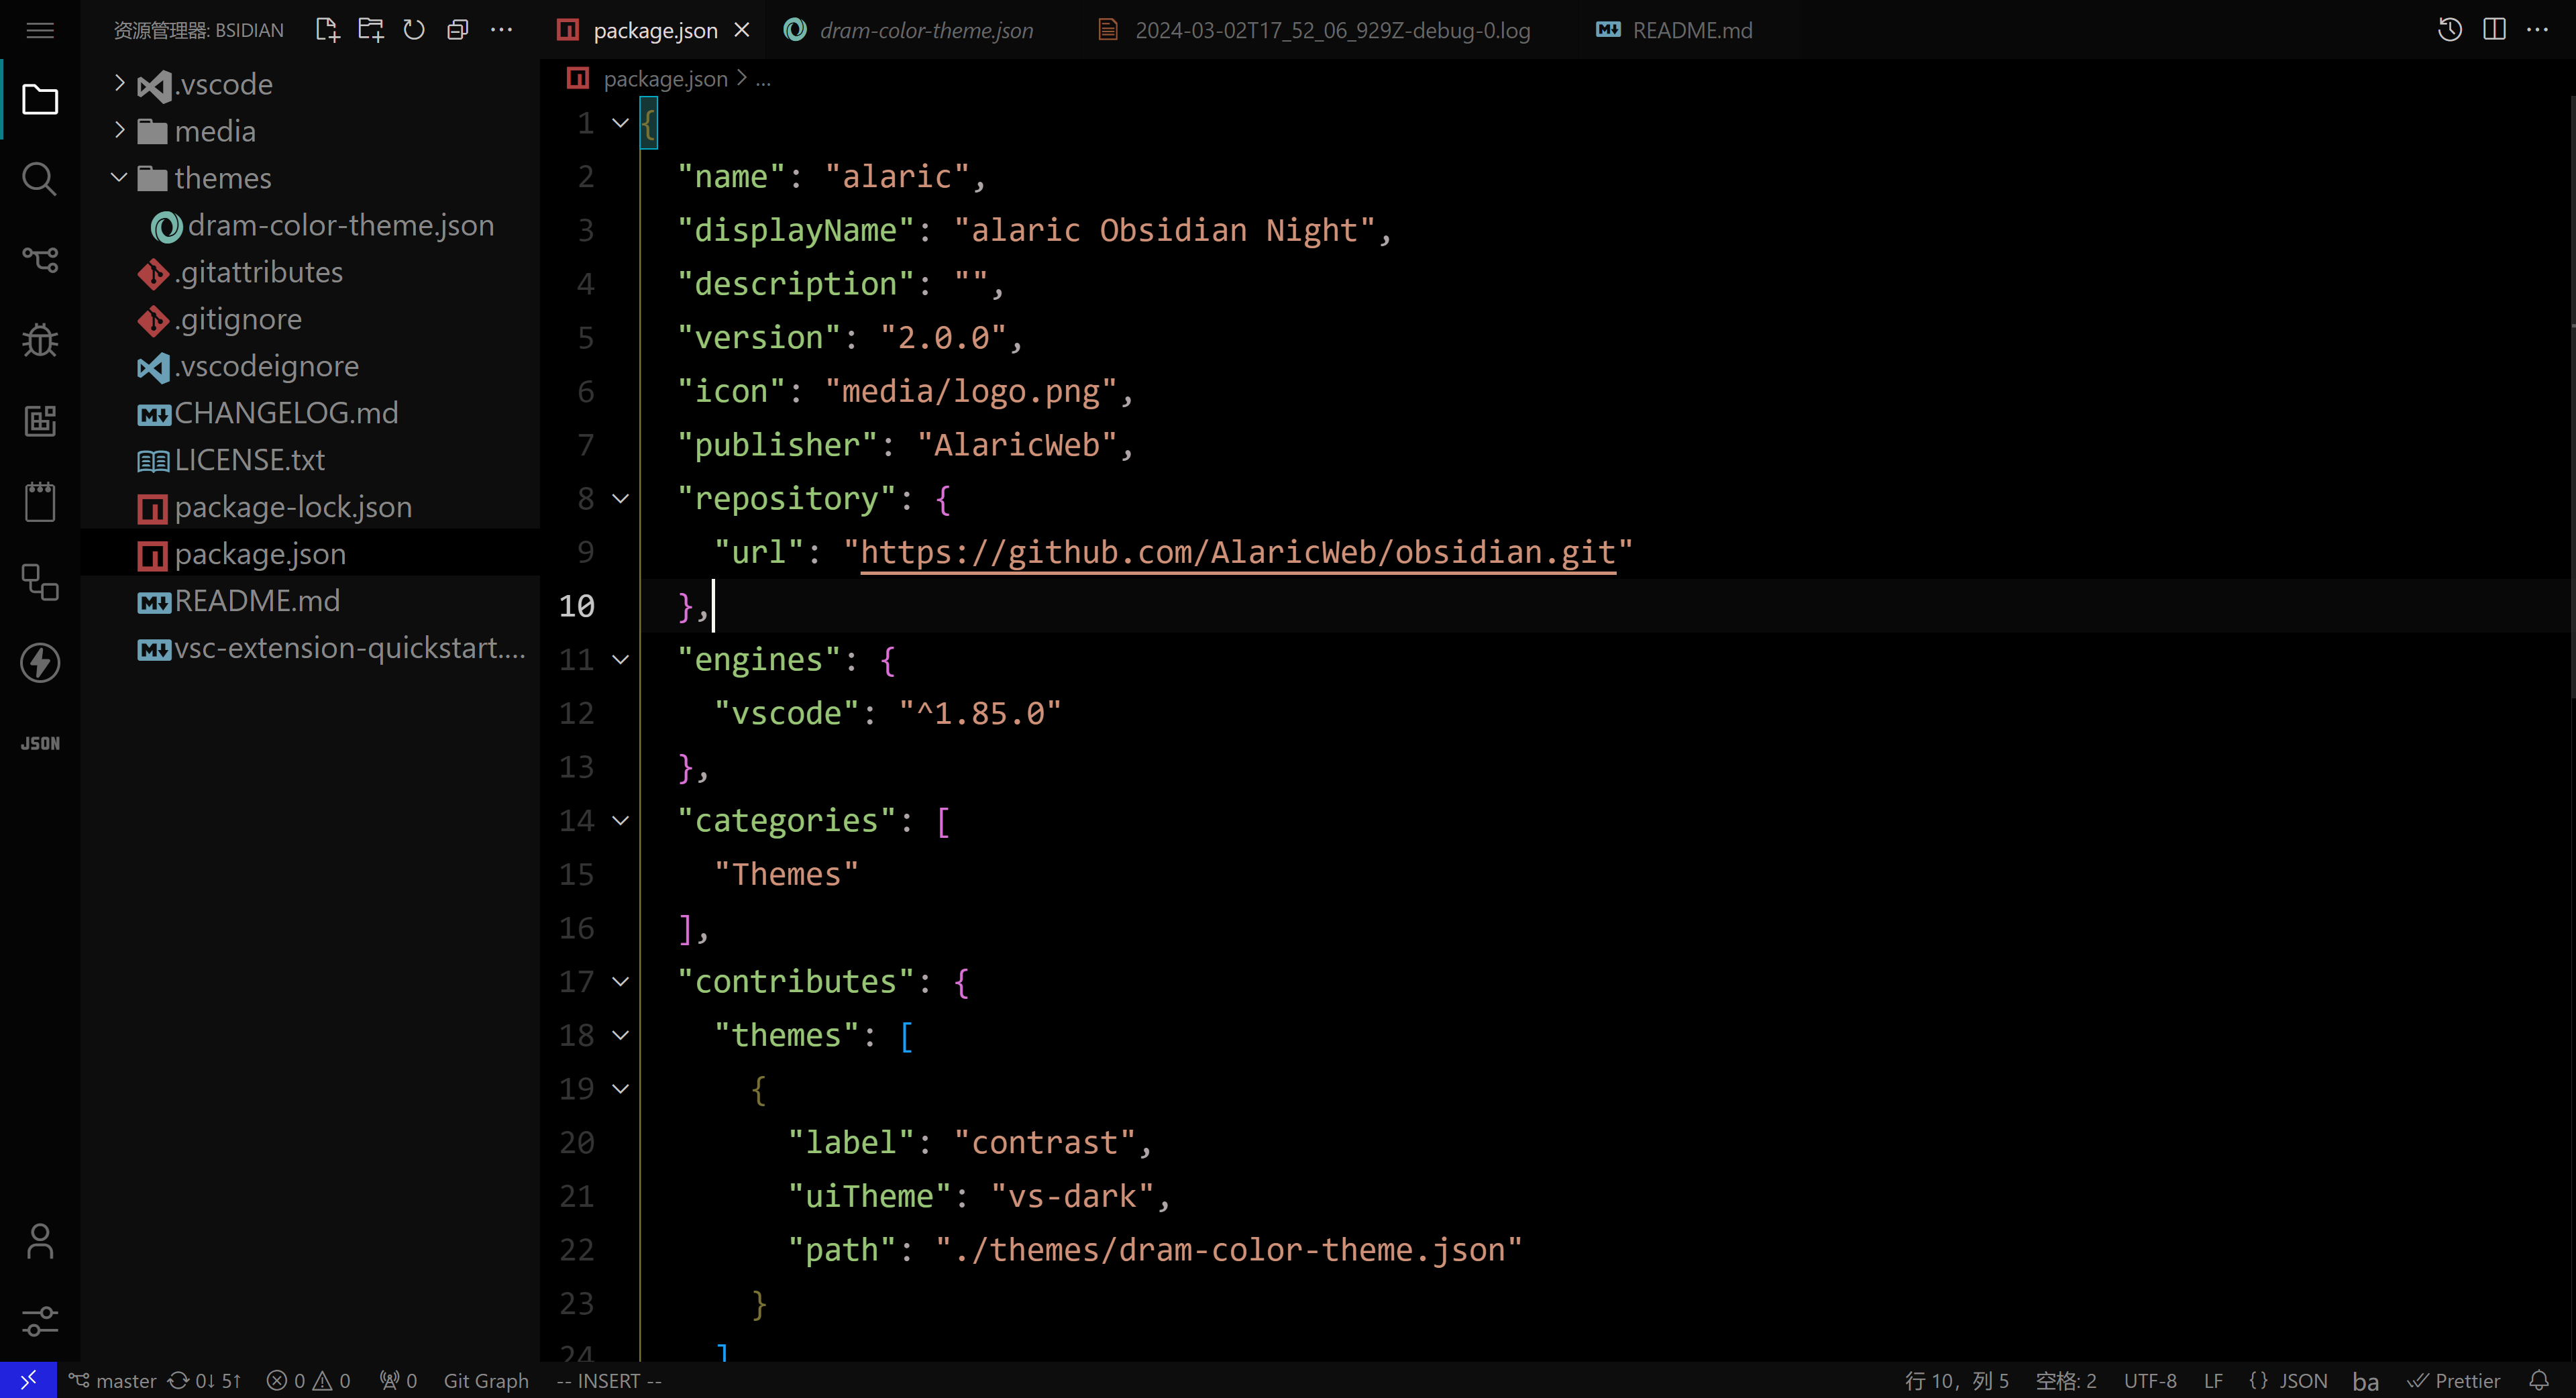 资源管理器: BSIDIAN
.vscode
media
themes
dram-color-theme.json
.gitattributes
.gitignore
.vscodeignore
CHANGELOG.md
LICENSE.txt
package-lock.json
package.json
README.md
vsc-extension-quickstart....
JSON
package.json
dram-color-theme.json
2024-03-02T17_52_06_929Z-debug-0.log
README.md
package.json > ...
1 {
2 "name": "alaric",
3 "displayName": "alaric Obsidian Night",
4 "description": "",
5 "version": "2.0.0",
6 "icon": "media/logo.png",
7 "publisher": "AlaricWeb",
8 "repository": {
9 "url": "https://github.com/AlaricWeb/obsidian.git"
10 },
11 "engines": {
12 "vscode": "^1.85.0"
13 },
14 "categories": [
15 "Themes"
16 ],
17 "contributes": {
18 "themes": [
19 {
20 "label": "contrast",
21 "uiTheme": "vs-dark",
22 "path": "./themes/dram-color-theme.json"
23 }
24 ]
master 0↓ 5↑ 0 0 0 Git Graph -- INSERT -- 行 10，列 5 空格: 2 UTF-8 LF {} JSON ba Prettier